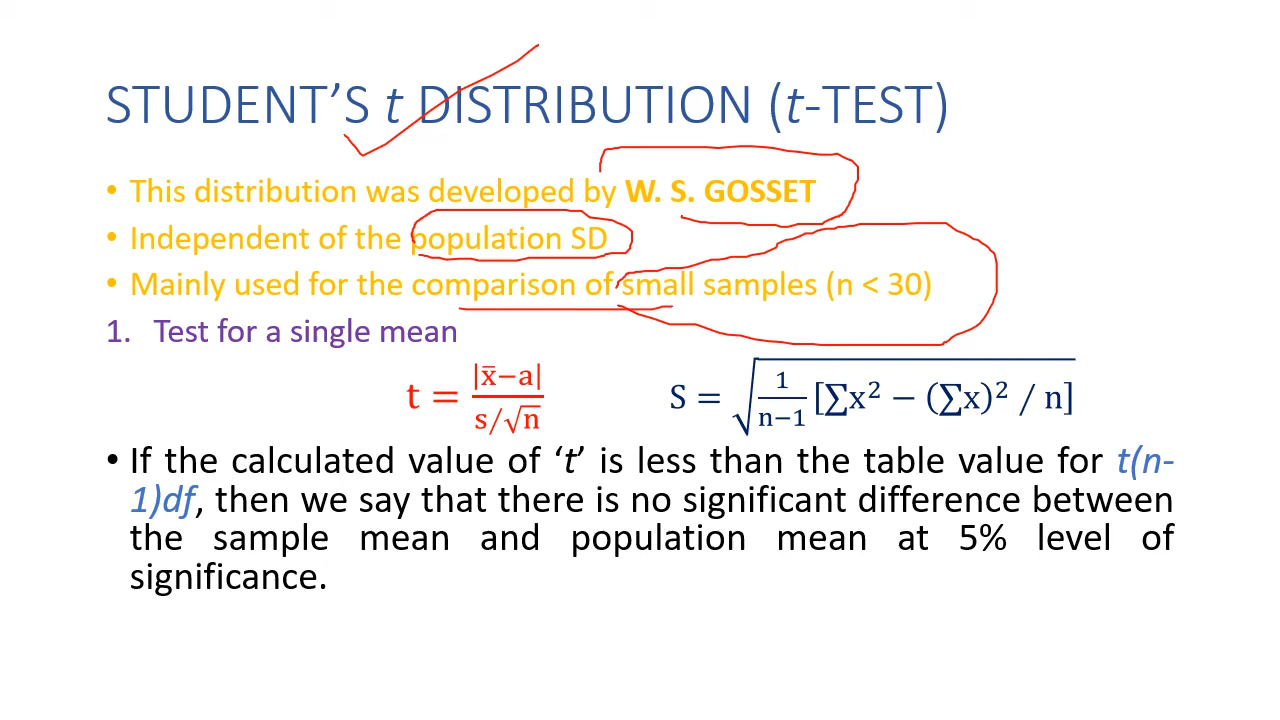 STUDENT’S t DISTRIBUTION (t-TEST)
• This distribution was developed by W. S. GOSSET
• Independent of the population SD
• Mainly used for the comparison of small samples (n < 30)
1. Test for a single mean
t = |x̄−a| / s/√n    S = √ 1/n−1 [∑x² − (∑x)² / n]
• If the calculated value of ‘t’ is less than the table value for t(n-
1)df, then we say that there is no significant difference between
the sample mean and population mean at 5% level of
significance.